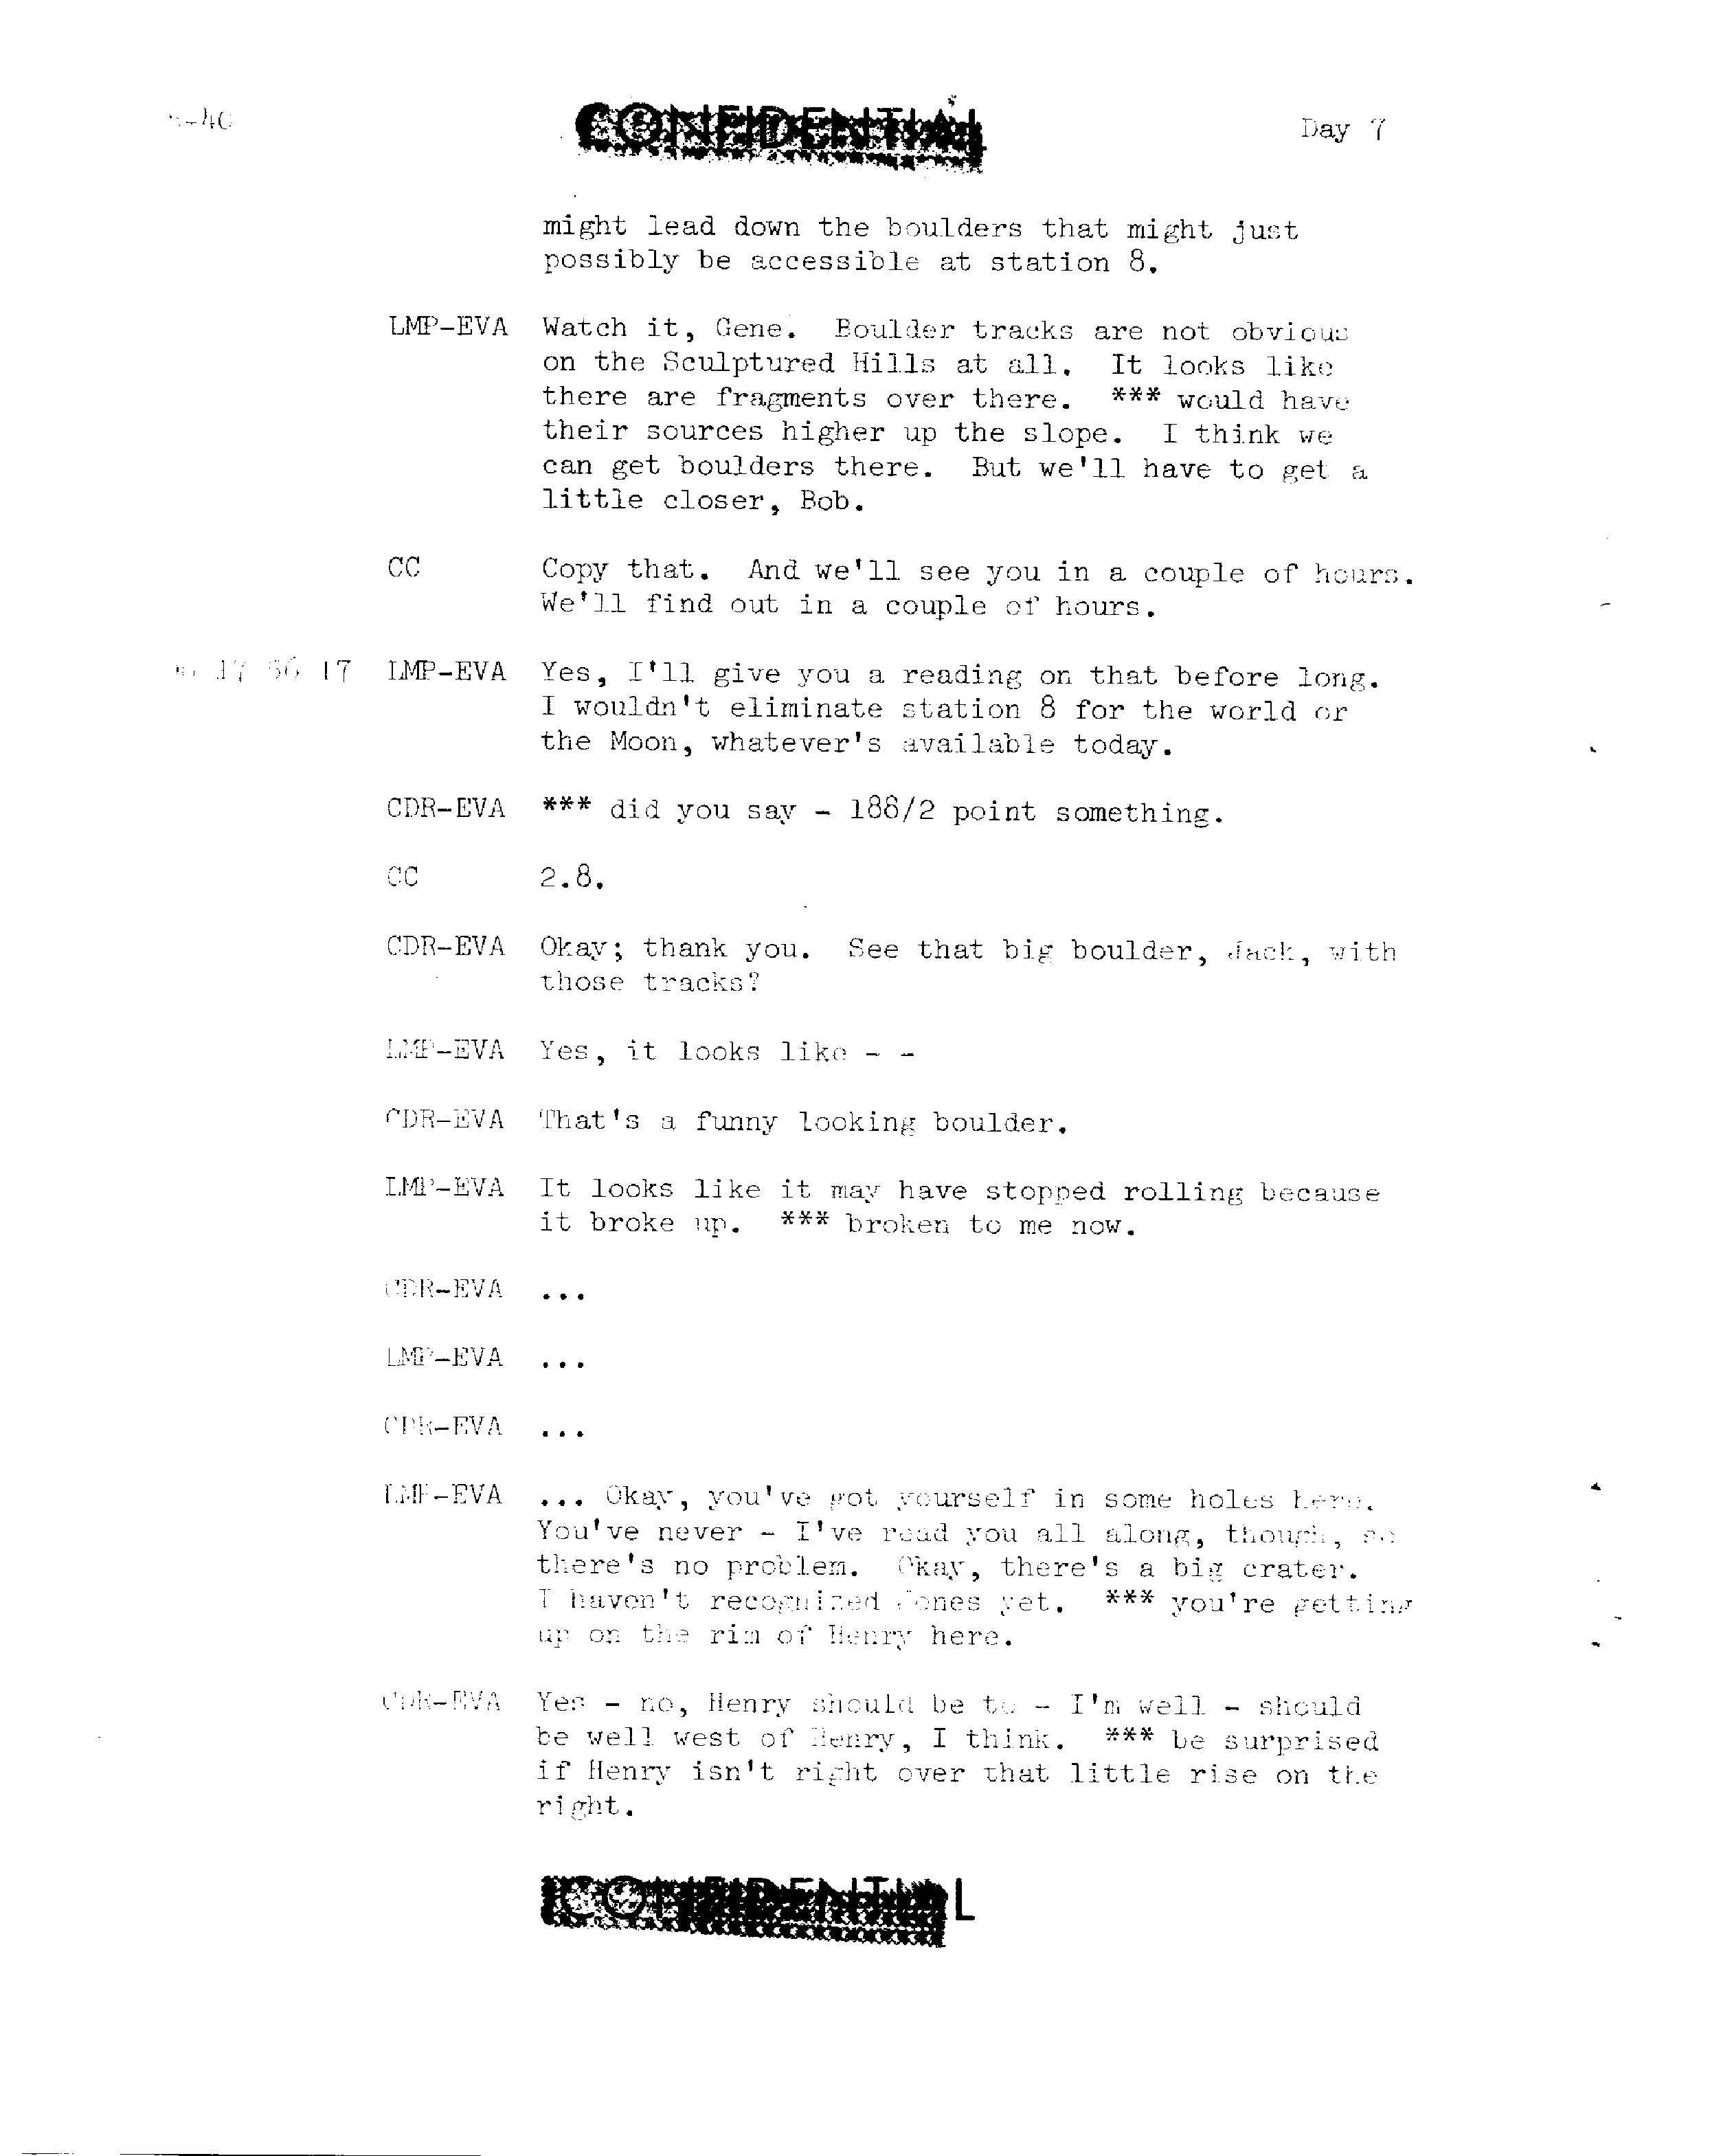 CONFIDENTIAL
Day 7
might lead down the boulders that might just
possibly be accessible at station 8.
LMP-EVA Watch it, Gene. Boulder tracks are not obvious
on the Sculptured Hills at all. It looks like
there are fragments over there. *** would have
their sources higher up the slope. I think we
can get boulders there. But we'll have to get a
little closer, Bob.
CC Copy that. And we'll see you in a couple of hours.
We'll find out in a couple of hours.
17 36 17 LMP-EVA Yes, I'll give you a reading on that before long.
I wouldn't eliminate station 8 for the world or
the Moon, whatever's available today.
CDR-EVA *** did you say - 188/2 point something.
CC 2.8.
CDR-EVA Okay; thank you. See that big boulder, Jack, with
those tracks?
LMP-EVA Yes, it looks like - -
CDR-EVA That's a funny looking boulder.
LMP-EVA It looks like it may have stopped rolling because
it broke up. *** broken to me now.
CDR-EVA ...
LMP-EVA ...
CDR-EVA ...
LMP-EVA ... Okay, you've got yourself in some holes here.
You've never - I've read you all along, though, so
there's no problem. Okay, there's a big crater.
I haven't recognized Jones yet. *** you're getting
up on the rim of Henry here.
CDR-EVA Yes - no, Henry should be to - I'm well - should
be well west of Henry, I think. *** be surprised
if Henry isn't right over that little rise on the
right.
CONFIDENTIAL